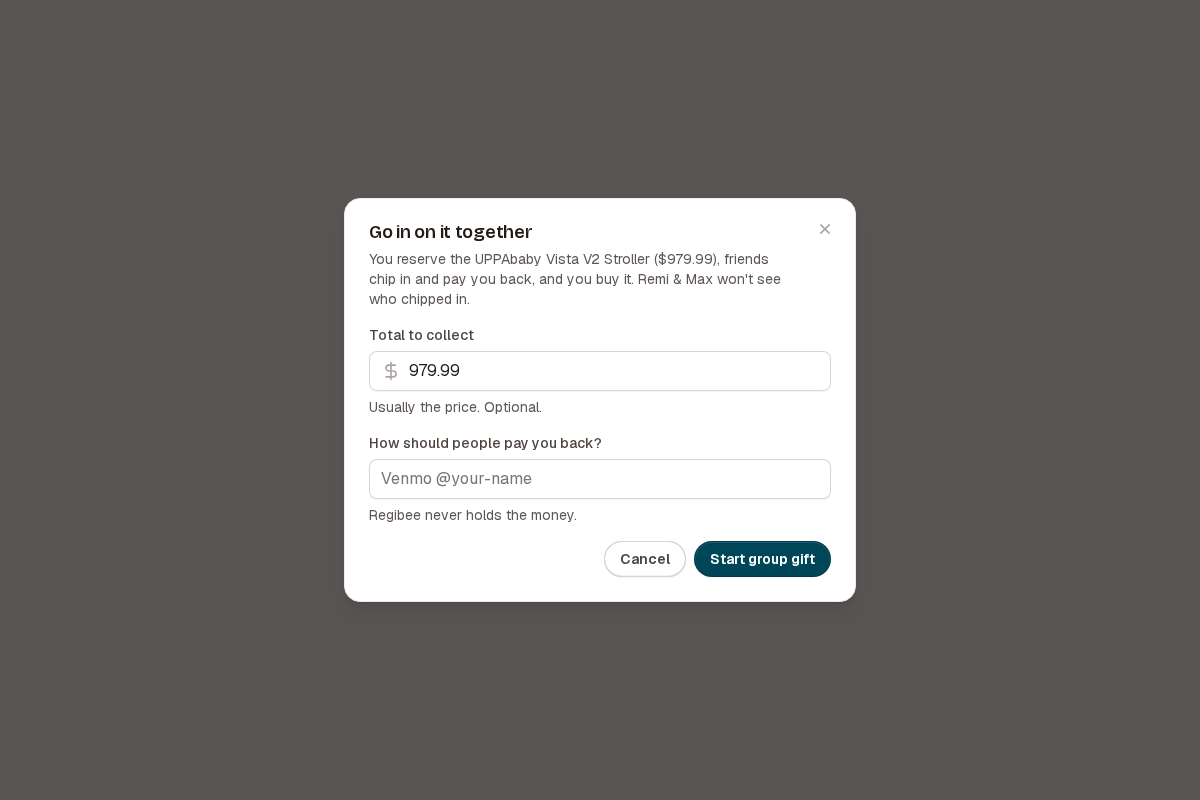 Go in on it together
You reserve the UPPAbaby Vista V2 Stroller ($979.99), friends
chip in and pay you back, and you buy it. Remi & Max won't see
who chipped in.
Total to collect
$ 979.99
Usually the price. Optional.
How should people pay you back?
Venmo @your-name
Regibee never holds the money.
Cancel
Start group gift